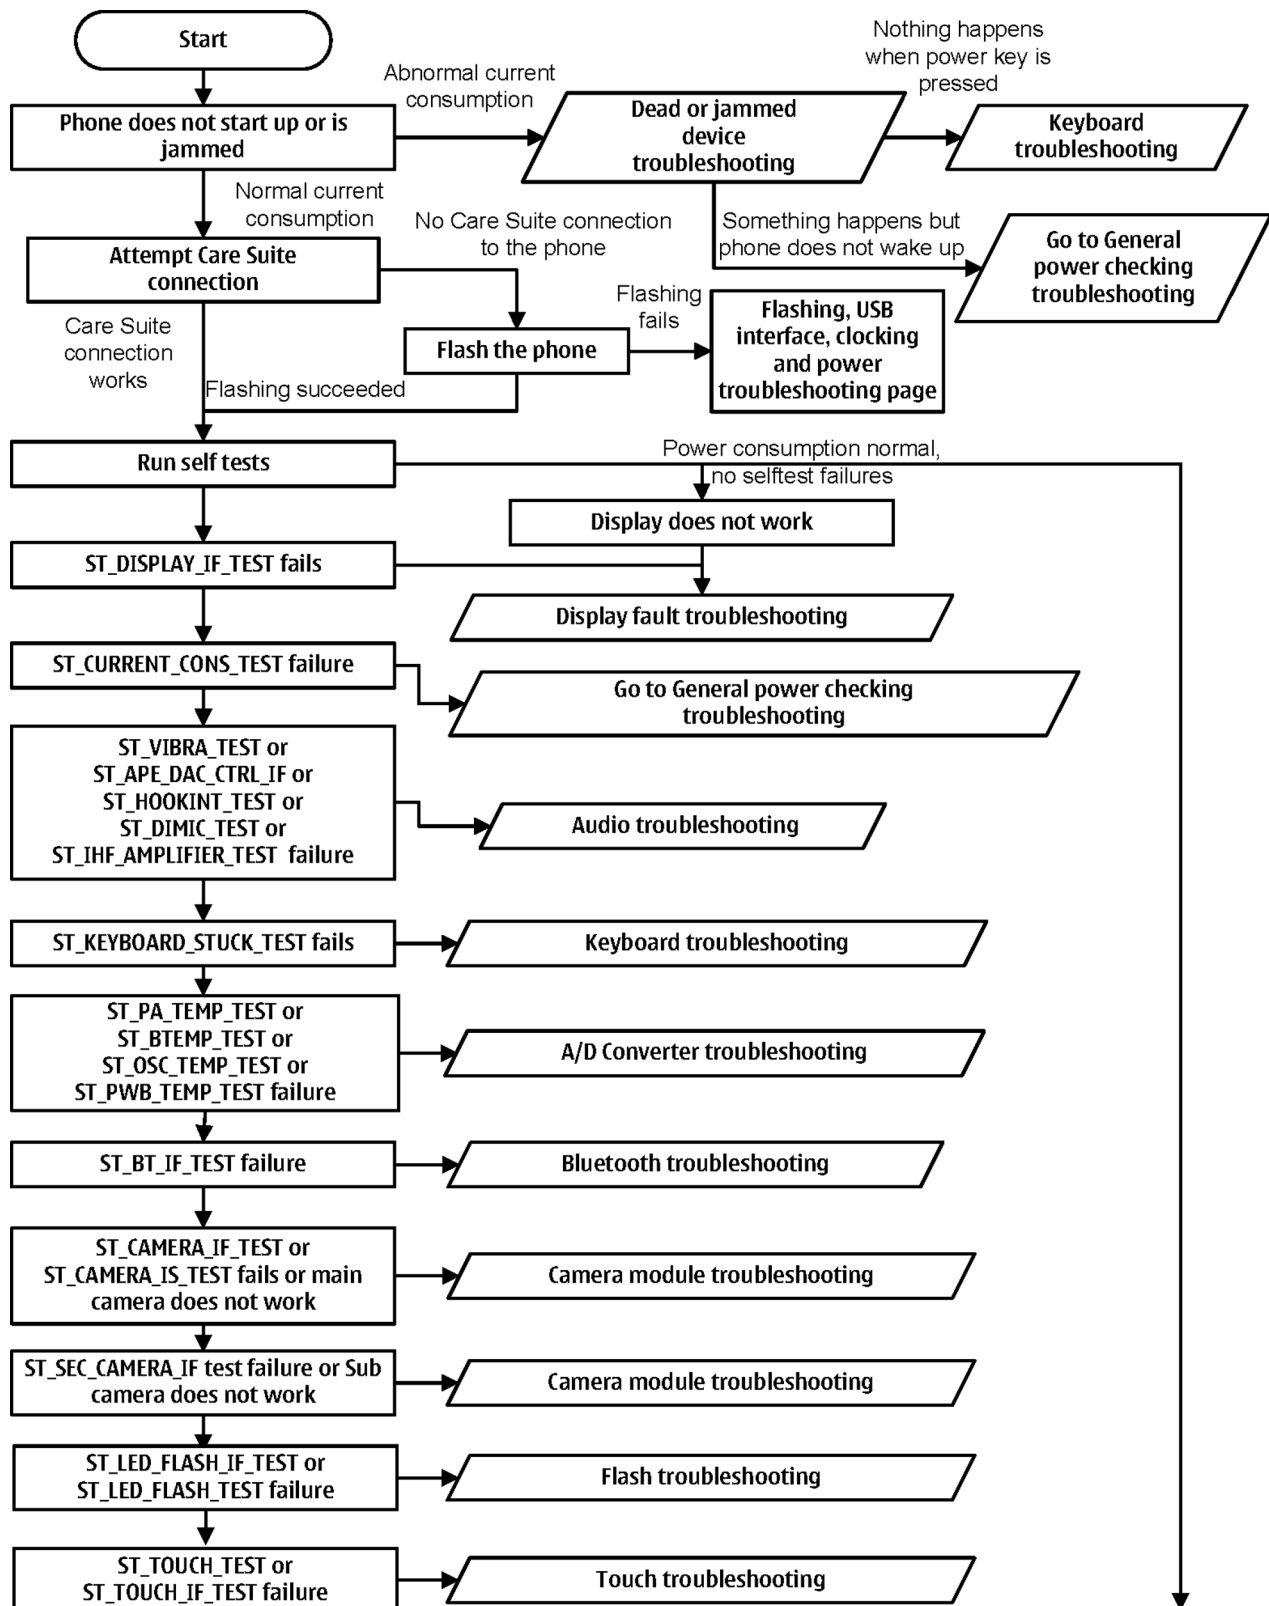 Start
Nothing happens
when power key is
pressed
Abnormal current
consumption
Phone does not start up or is
jammed
Dead or jammed
device
troubleshooting
Keyboard
troubleshooting
Normal current
consumption
No Care Suite connection
to the phone
Something happens but
phone does not wake up
Go to General
power checking
troubleshooting
Attempt Care Suite
connection
Care Suite
connection
works
Flashing
fails
Flash the phone
Flashing, USB
interface, clocking
and power
troubleshooting page
Flashing succeeded
Run self tests
Power consumption normal,
no selftest failures
Display does not work
ST_DISPLAY_IF_TEST fails
Display fault troubleshooting
ST_CURRENT_CONS_TEST failure
Go to General power checking
troubleshooting
ST_VIBRA_TEST or
ST_APE_DAC_CTRL_IF or
ST_HOOKINT_TEST or
ST_DIMIC_TEST or
ST_IHF_AMPLIFIER_TEST failure
Audio troubleshooting
ST_KEYBOARD_STUCK_TEST fails
Keyboard troubleshooting
ST_PA_TEMP_TEST or
ST_BTEMP_TEST or
ST_OSC_TEMP_TEST or
ST_PWB_TEMP_TEST failure
A/D Converter troubleshooting
ST_BT_IF_TEST failure
Bluetooth troubleshooting
ST_CAMERA_IF_TEST or
ST_CAMERA_IS_TEST fails or main
camera does not work
Camera module troubleshooting
ST_SEC_CAMERA_IF test failure or Sub
camera does not work
Camera module troubleshooting
ST_LED_FLASH_IF_TEST or
ST_LED_FLASH_TEST failure
Flash troubleshooting
ST_TOUCH_TEST or
ST_TOUCH_IF_TEST failure
Touch troubleshooting